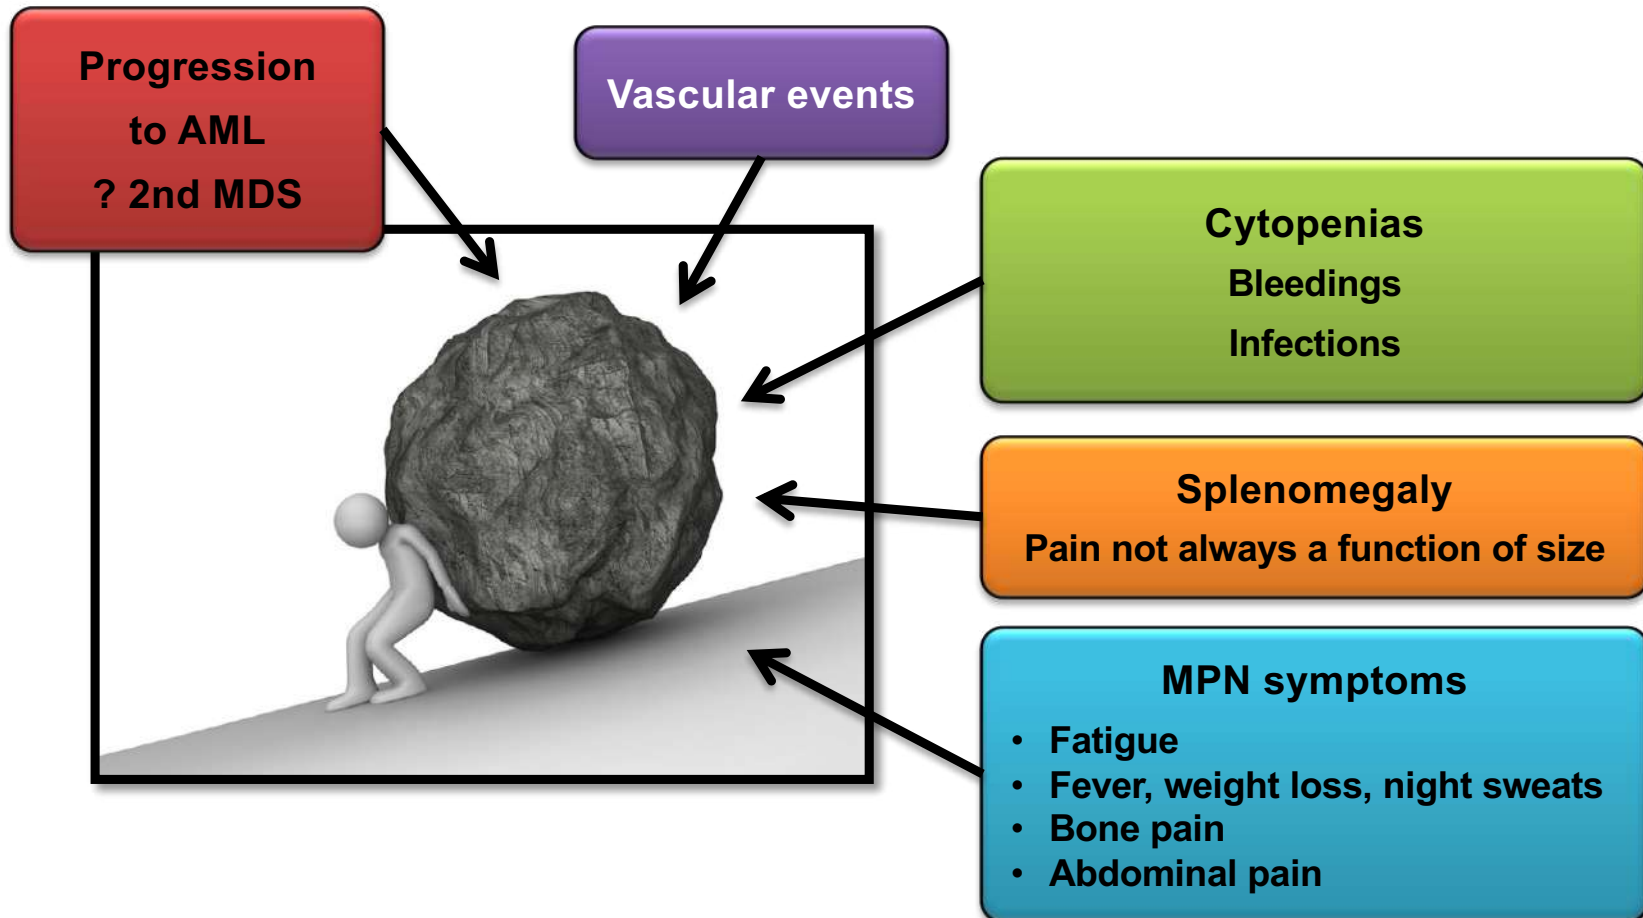 Progression
to AML
? 2nd MDS
Vascular events
Cytopenias
Bleedings
Infections
Splenomegaly
Pain not always a function of size
MPN symptoms
• Fatigue
• Fever, weight loss, night sweats
• Bone pain
• Abdominal pain